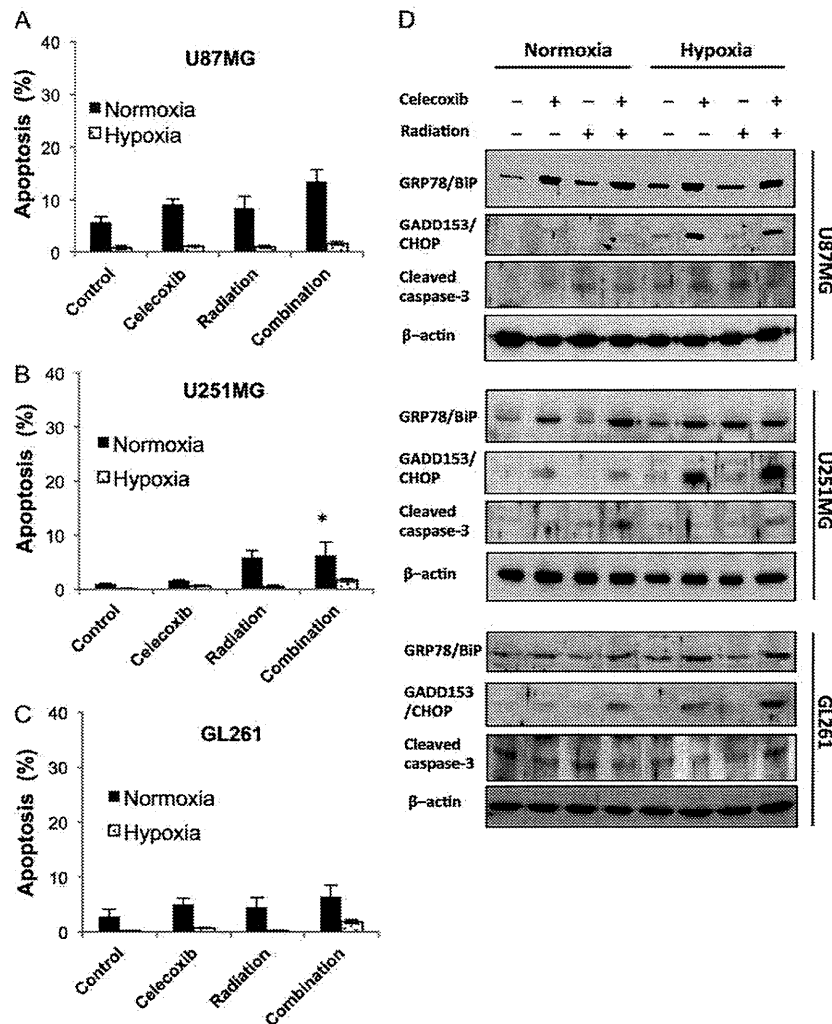 A
U87MG
Apoptosis (%)
40
30
20
10
0
Normoxia
Hypoxia
Control
Celecoxib
Radiation
Combination
B
U251MG
Apoptosis (%)
40
30
20
10
0
Normoxia
Hypoxia
*
Control
Celecoxib
Radiation
Combination
C
GL261
Apoptosis (%)
40
30
20
10
0
Normoxia
Hypoxia
Control
Celecoxib
Radiation
Combination
D
Normoxia Hypoxia
Celecoxib − + − + − + − +
Radiation − − + + − − + +
GRP78/BiP
GADD153/
CHOP
Cleaved
caspase-3
β–actin
U87MG
GRP78/BiP
GADD153/
CHOP
Cleaved
caspase-3
β–actin
U251MG
GRP78/BiP
GADD153
/CHOP
Cleaved
caspase-3
β–actin
GL261